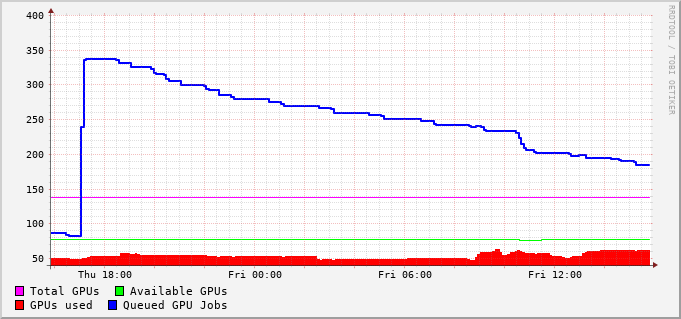 400
350
300
250
200
150
100
50
Thu 18:00 Fri 00:00 Fri 06:00 Fri 12:00
Total GPUs Available GPUs
GPUs used Queued GPU Jobs
RRDTOOL / TOBI OETIKER